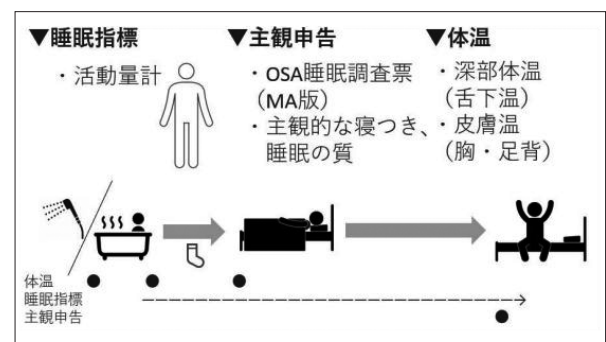 ▼睡眠指標
・活動量計
▼主観申告
・OSA睡眠調査票
（MA版）
・主観的な寝つき、
睡眠の質
▼体温
・深部体温
（舌下温）
・皮膚温
（胸・足背）
体温
睡眠指標
主観申告